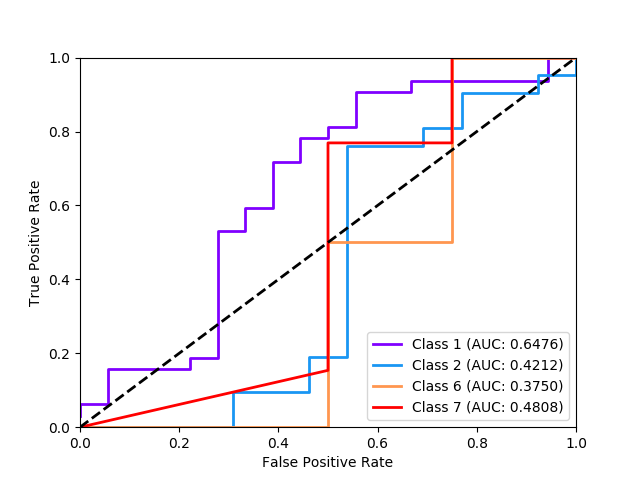 1.0
0.8
0.6
0.4
0.2
0.0
True Positive Rate
Class 1 (AUC: 0.6476)
Class 2 (AUC: 0.4212)
Class 6 (AUC: 0.3750)
Class 7 (AUC: 0.4808)
0.0 0.2 0.4 0.6 0.8 1.0
False Positive Rate